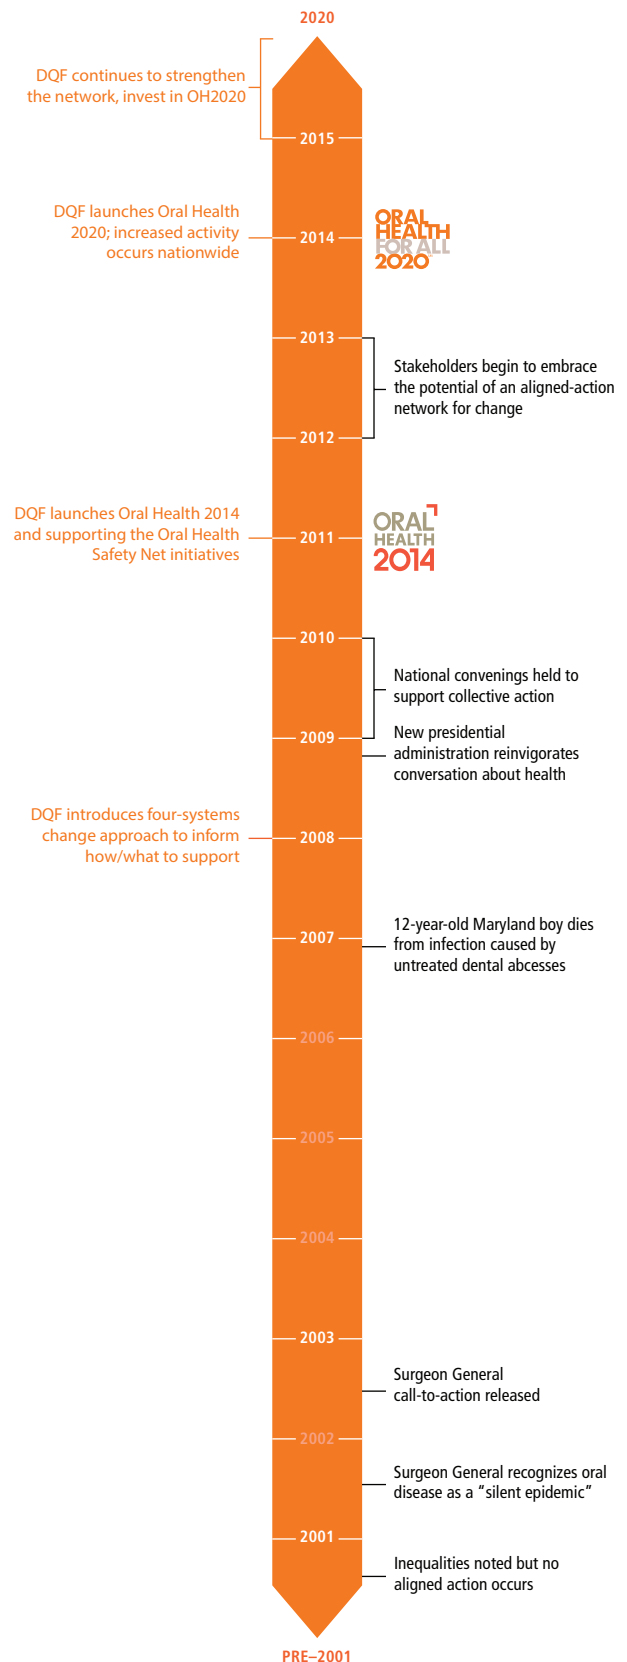 2020
DQF continues to strengthen
the network, invest in OH2020
2015
DQF launches Oral Health
2020; increased activity
occurs nationwide
2014
ORAL
HEALTH
FOR ALL
2020
2013
Stakeholders begin to embrace
the potential of an aligned-action
network for change
2012
DQF launches Oral Health 2014
and supporting the Oral Health
Safety Net initiatives
2011
ORAL
HEALTH
2014
2010
National convenings held to
support collective action
2009
New presidential
administration reinvigorates
conversation about health
DQF introduces four-systems
change approach to inform
how/what to support
2008
12-year-old Maryland boy dies
from infection caused by
untreated dental abcesses
2007
2006
2005
2004
2003
Surgeon General
call-to-action released
2002
Surgeon General recognizes oral
disease as a “silent epidemic”
2001
Inequalities noted but no
aligned action occurs
PRE–2001